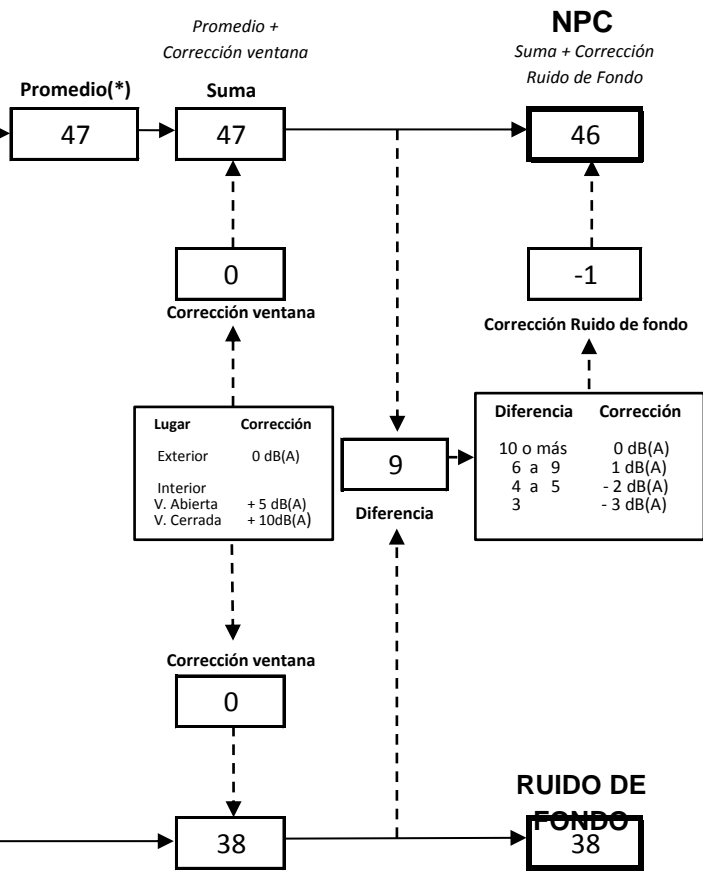 Promedio +
Corrección ventana
NPC
Suma + Corrección
Ruido de Fondo
Promedio(*)
Suma
47
47
46
0
-1
Corrección ventana
Corrección Ruido de fondo
Lugar Corrección
Exterior 0 dB(A)
Interior
V. Abierta + 5 dB(A)
V. Cerrada + 10dB(A)
9
Diferencia
Diferencia Corrección
10 o más 0 dB(A)
6 a 9 1 dB(A)
4 a 5 - 2 dB(A)
3 - 3 dB(A)
Corrección ventana
0
RUIDO DE
FONDO
38
38